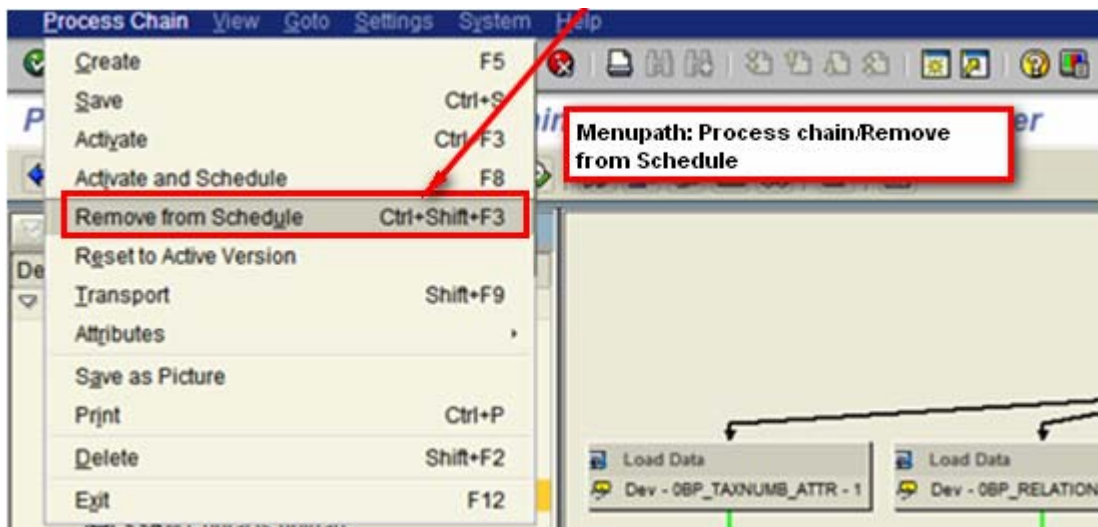 Process Chain View Goto Settings System Help
Create F5
Save Ctrl+S
Activate Ctrl+F3
Activate and Schedule F8
Remove from Schedule Ctrl+Shift+F3
Reset to Active Version
Transport Shift+F9
Attributes
Save as Picture
Print Ctrl+P
Delete Shift+F2
Exit F12
Menupath: Process chain/Remove
from Schedule
P
er
De
Load Data
Dev - 0BP_TAXNUMB_ATTR - 1
Load Data
Dev - 0BP_RELATION